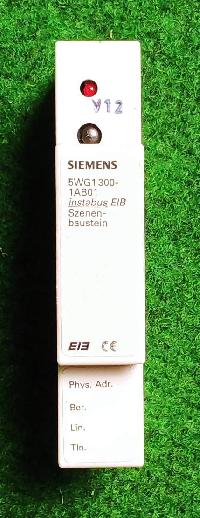 V12
SIEMENS
5WG1300-
1AB01
instabus EIB
Szenen-
baustein
EIB CE
Phys. Adr.
Ber.
Lin.
Tln.